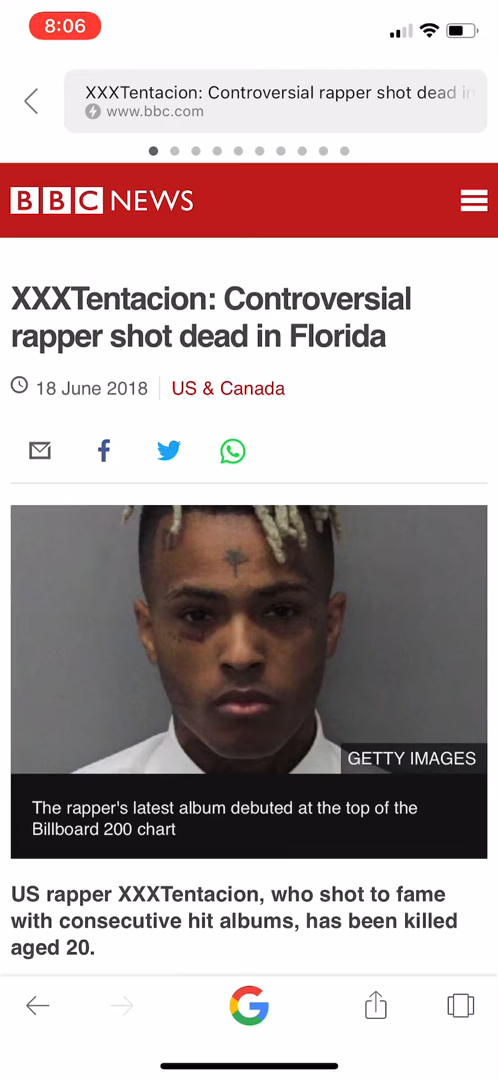 8:06
XXXTentacion: Controversial rapper shot dead in
www.bbc.com
BBC NEWS
XXXTentacion: Controversial
rapper shot dead in Florida
18 June 2018 US & Canada
GETTY IMAGES
The rapper's latest album debuted at the top of the
Billboard 200 chart
US rapper XXXTentacion, who shot to fame
with consecutive hit albums, has been killed
aged 20.